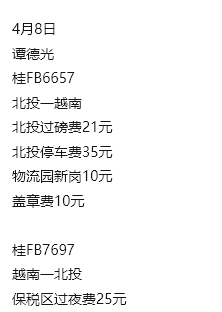 4月8日
谭德光
桂FB6657
北投一越南
北投过磅费21元
北投停车费35元
物流园新岗10元
盖章费10元
桂FB7697
越南一北投
保税区过夜费25元